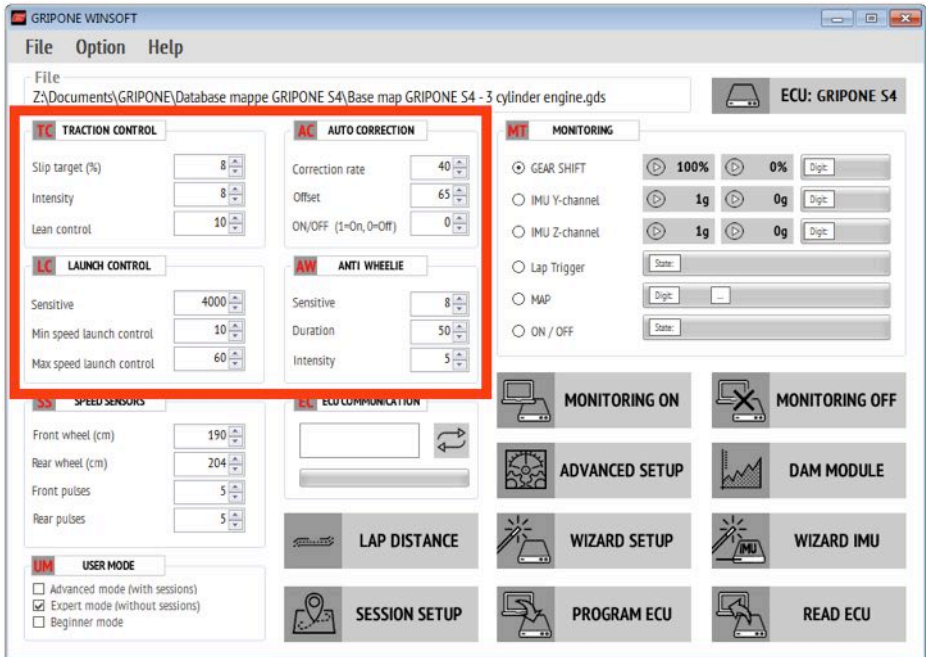 GRIPONE WINSOFT
File Option Help
File
Z:\Documents\GRIPONE\Database mappe GRIPONE S4\Base map GRIPONE S4 - 3 cylinder engine.gds
ECU: GRIPONE S4
TC TRACTION CONTROL
Slip target (%) 8
Intensity 8
Lean control 10
AC AUTO CORRECTION
Correction rate 40
Offset 65
ON/OFF (1=On, 0=Off) 0
LC LAUNCH CONTROL
Sensitive 4000
Min speed launch control 10
Max speed launch control 60
AW ANTI WHEELIE
Sensitive 8
Duration 50
Intensity 5
MT MONITORING
GEAR SHIFT 100% 0% Digit:
IMU Y-channel 1g 0g Digit:
IMU Z-channel 1g 0g Digit:
Lap Trigger State:
MAP Digit: ...
ON / OFF State:
SS SPEED SENSORS
Front wheel (cm) 190
Rear wheel (cm) 204
Front pulses 5
Rear pulses 5
EC ECU COMMUNICATION
UM USER MODE
Advanced mode (with sessions)
Expert mode (without sessions)
Beginner mode
MONITORING ON
MONITORING OFF
ADVANCED SETUP
DAM MODULE
LAP DISTANCE
WIZARD SETUP
IMU
WIZARD IMU
SESSION SETUP
PROGRAM ECU
READ ECU